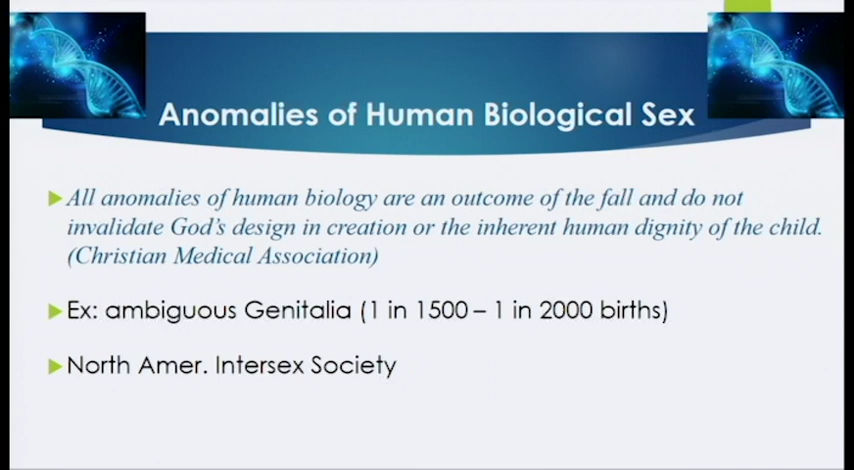 Anomalies of Human Biological Sex
All anomalies of human biology are an outcome of the fall and do not
invalidate God's design in creation or the inherent human dignity of the child.
(Christian Medical Association)
Ex: ambiguous Genitalia (1 in 1500 – 1 in 2000 births)
North Amer. Intersex Society